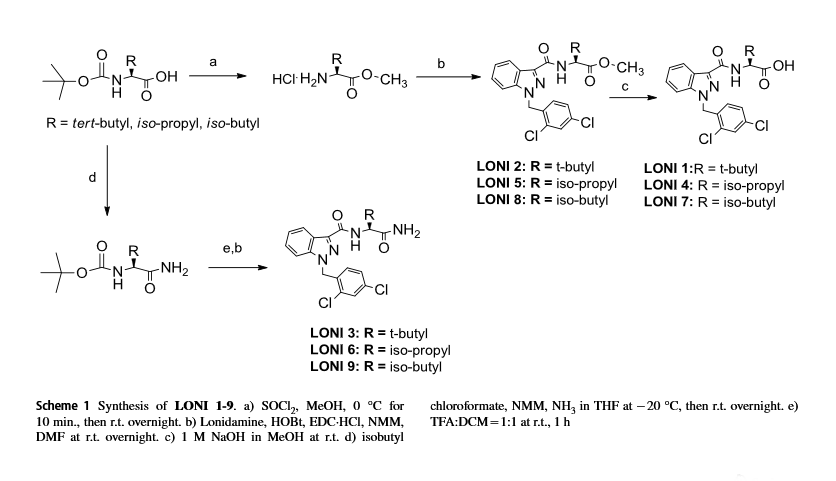 a
b
c
R = tert-butyl, iso-propyl, iso-butyl
LONI 2: R = t-butyl
LONI 5: R = iso-propyl
LONI 8: R = iso-butyl
LONI 1:R = t-butyl
LONI 4: R = iso-propyl
LONI 7: R = iso-butyl
d
e,b
LONI 3: R = t-butyl
LONI 6: R = iso-propyl
LONI 9: R = iso-butyl
O R
O N H OH O
R
HCl·H₂N O CH₃ O
O R
N H O CH₃ O
N N
Cl Cl
O R
N H OH O
N N
Cl Cl
O R
O N H NH₂ O
O R
N H NH₂ O
N N
Cl Cl
Scheme 1 Synthesis of LONI 1-9. a) SOCl₂, MeOH, 0 °C for
10 min., then r.t. overnight. b) Lonidamine, HOBt, EDC·HCl, NMM,
DMF at r.t. overnight. c) 1 M NaOH in MeOH at r.t. d) isobutyl
chloroformate, NMM, NH₃ in THF at −20 °C, then r.t. overnight. e)
TFA:DCM=1:1 at r.t., 1 h